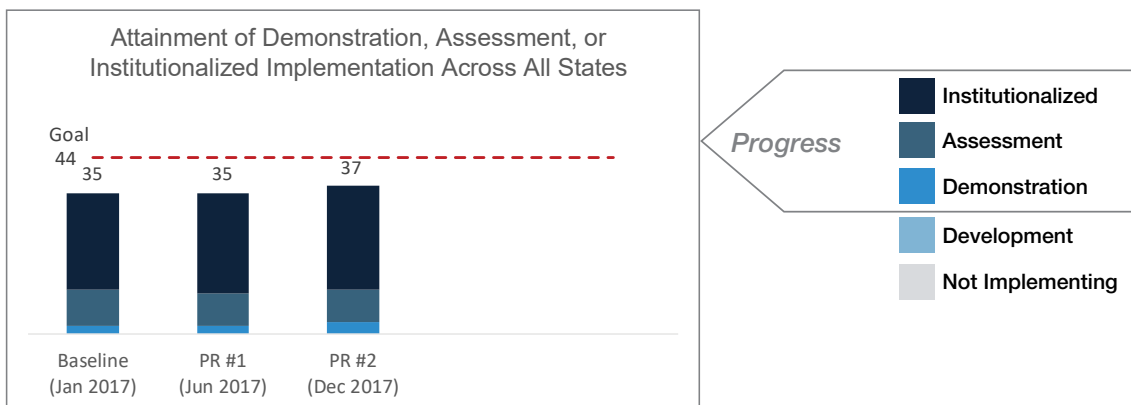 Attainment of Demonstration, Assessment, or
Institutionalized Implementation Across All States
Goal
44
35
35
37
Baseline
(Jan 2017)
PR #1
(Jun 2017)
PR #2
(Dec 2017)
Progress
Institutionalized
Assessment
Demonstration
Development
Not Implementing